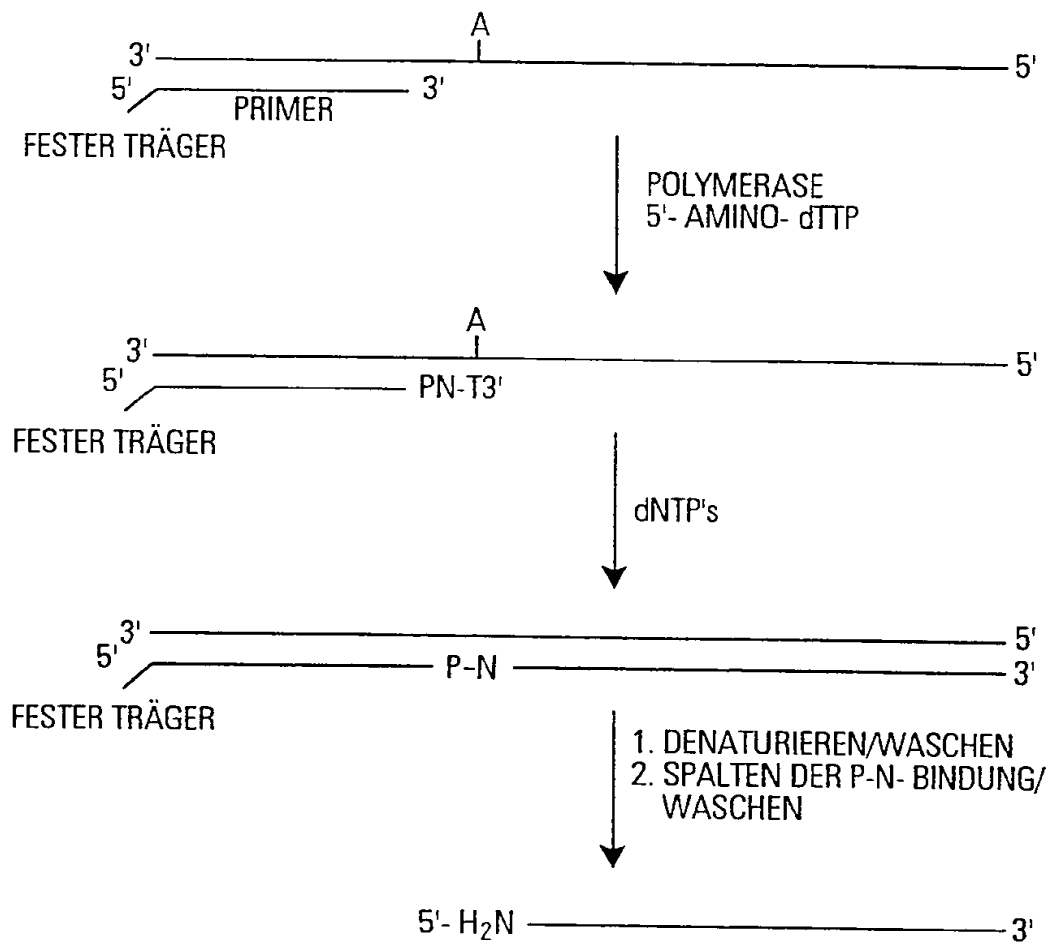 A
3' 5'
5' PRIMER 3'
FESTER TRÄGER
POLYMERASE
5'- AMINO- dTTP
A
3' 5'
5' PN-T3'
FESTER TRÄGER
dNTP's
3' 5'
5' P-N 3'
FESTER TRÄGER
1. DENATURIEREN/WASCHEN
2. SPALTEN DER P-N- BINDUNG/
WASCHEN
5'- H₂N 3'